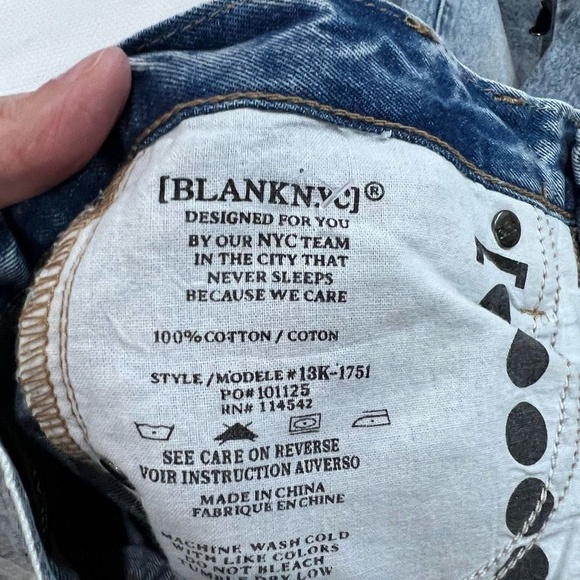 [BLANKNYC]®
DESIGNED FOR YOU
BY OUR NYC TEAM
IN THE CITY THAT
NEVER SLEEPS
BECAUSE WE CARE
100% COTTON / COTON
STYLE / MODELE # 13K-1751
PO# 101125
RN# 114542
SEE CARE ON REVERSE
VOIR INSTRUCTION AUVERSO
MADE IN CHINA
FABRIQUÉ EN CHINE
MACHINE WASH COLD
WITH LIKE COLORS
DO NOT BLEACH
TUMBLE DRY LOW